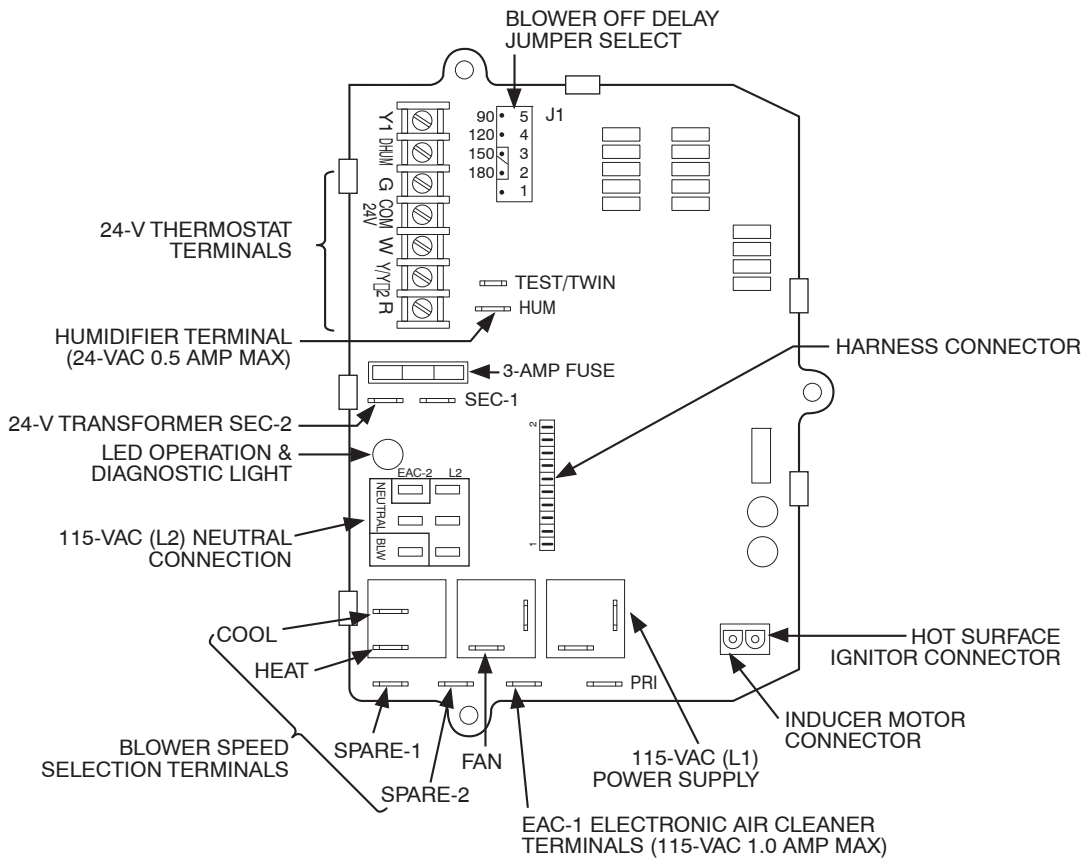 BLOWER OFF DELAY
JUMPER SELECT
J1
90 5
120 4
150 3
180 2
1
Y1
DHUM
G
COM
24V
W
Y/Y□2
R
24-V THERMOSTAT
TERMINALS
TEST/TWIN
HUM
HUMIDIFIER TERMINAL
(24-VAC 0.5 AMP MAX)
HARNESS CONNECTOR
3-AMP FUSE
SEC-1
24-V TRANSFORMER SEC-2
LED OPERATION &
DIAGNOSTIC LIGHT
2
1
EAC-2 L2
NEUTRAL
BLW
115-VAC (L2) NEUTRAL
CONNECTION
COOL
HEAT
HOT SURFACE
IGNITOR CONNECTOR
PRI
INDUCER MOTOR
CONNECTOR
BLOWER SPEED
SELECTION TERMINALS
SPARE-1
FAN
115-VAC (L1)
POWER SUPPLY
SPARE-2
EAC-1 ELECTRONIC AIR CLEANER
TERMINALS (115-VAC 1.0 AMP MAX)